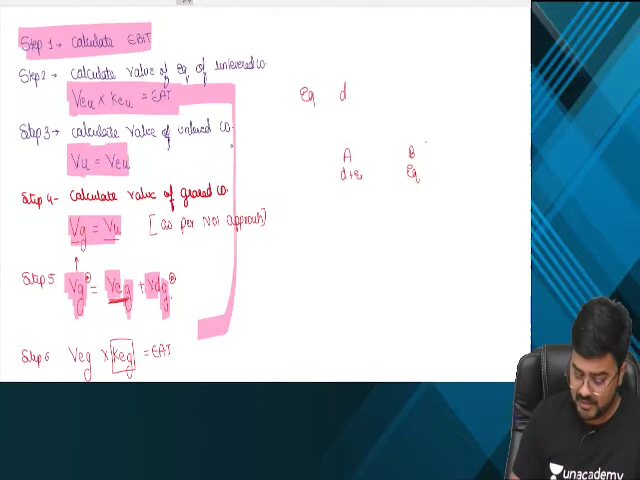 Step 1 → Calculate EBIT
Step 2 - Calculate value of Eq of unlevered co.
Veu x Keu = EAT
Step 3 → Calculate value of unlevered co.
Vu = Veu
Step 4 - Calculate value of geared co.
Vg = Vu [as per NOI approach]
Step 5 Vg = Veg + Vdg
Step 6 Veg x Keg = EAT
Eq d
A B
d+e Eq
unacademy